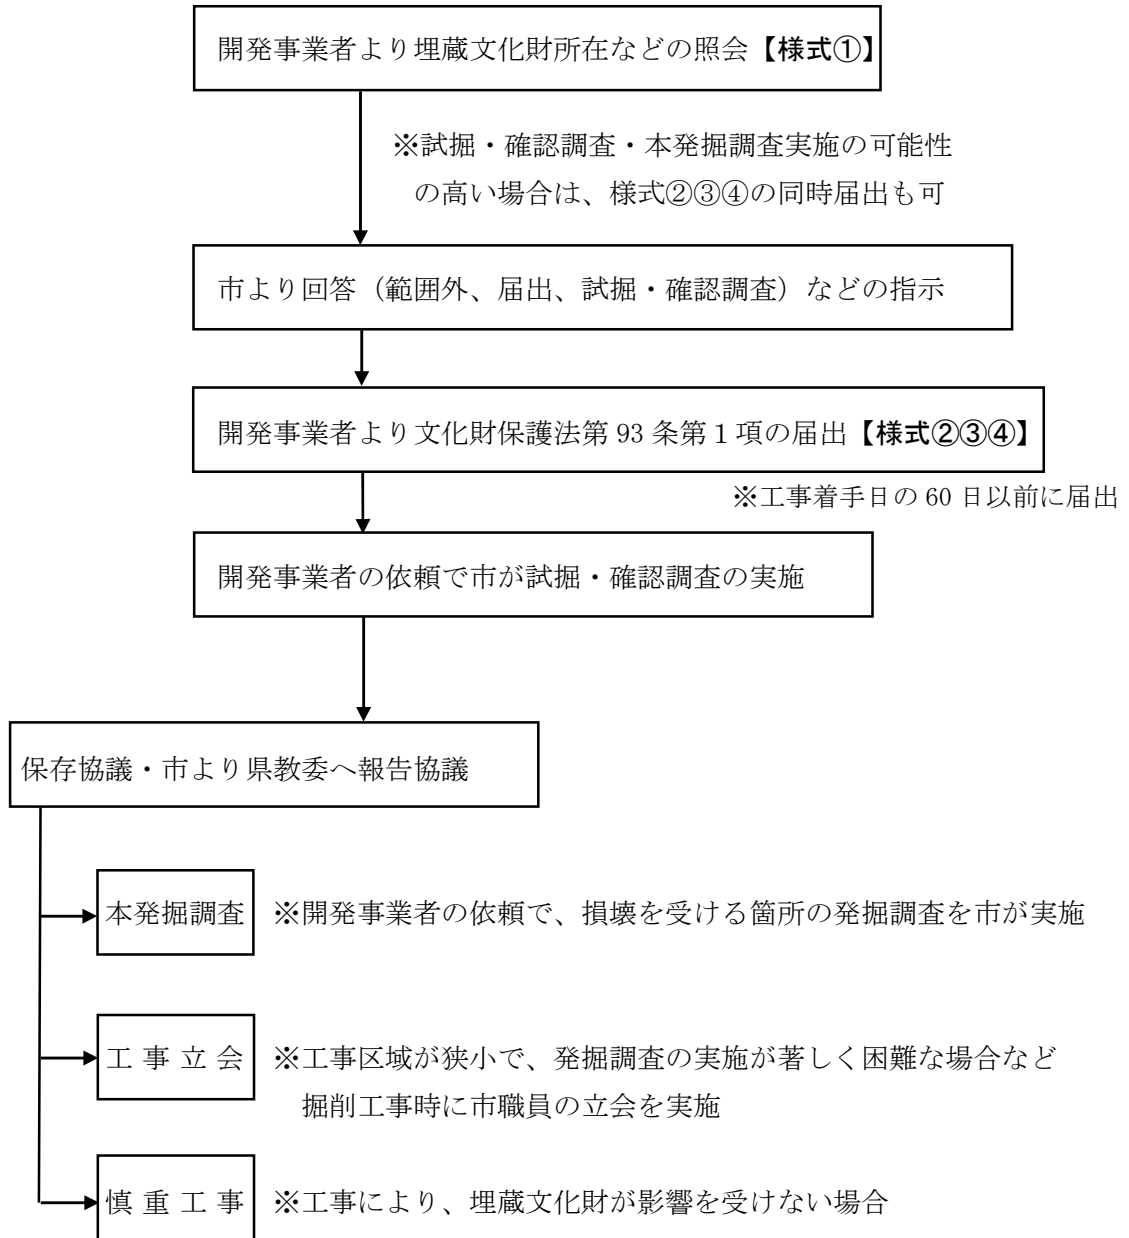 開発事業者より埋蔵文化財所在などの照会【様式①】
※試掘・確認調査・本発掘調査実施の可能性
の高い場合は、様式②③④の同時届出も可
市より回答（範囲外、届出、試掘・確認調査）などの指示
開発事業者より文化財保護法第 93 条第１項の届出【様式②③④】
※工事着手日の 60 日以前に届出
開発事業者の依頼で市が試掘・確認調査の実施
保存協議・市より県教委へ報告協議
本発掘調査 ※開発事業者の依頼で、損壊を受ける箇所の発掘調査を市が実施
工 事 立 会 ※工事区域が狭小で、発掘調査の実施が著しく困難な場合など
掘削工事時に市職員の立会を実施
慎 重 工 事 ※工事により、埋蔵文化財が影響を受けない場合